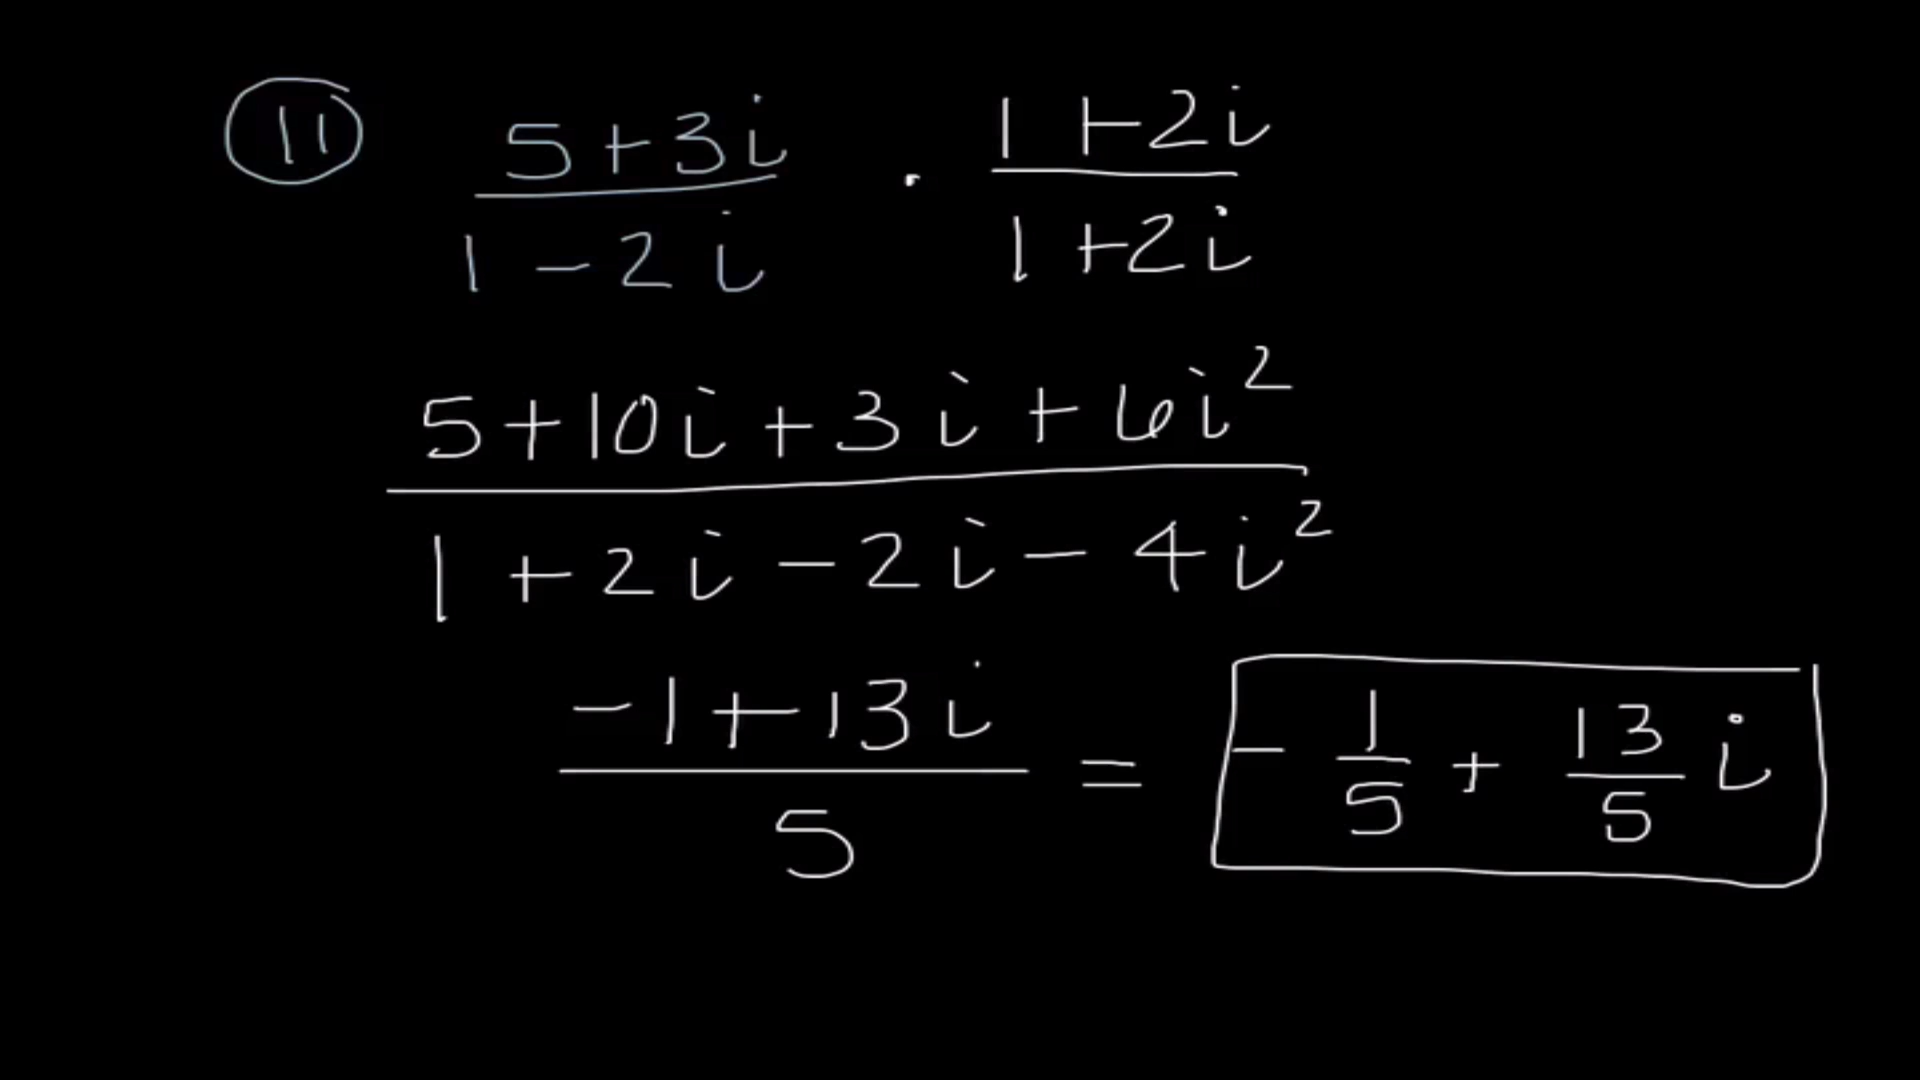 (11) (5+3i)/(1-2i) · (1+2i)/(1+2i)
(5+10i+3i+6i²)/(1+2i-2i-4i²)
(-1+13i)/5 = -1/5 + 13/5 i